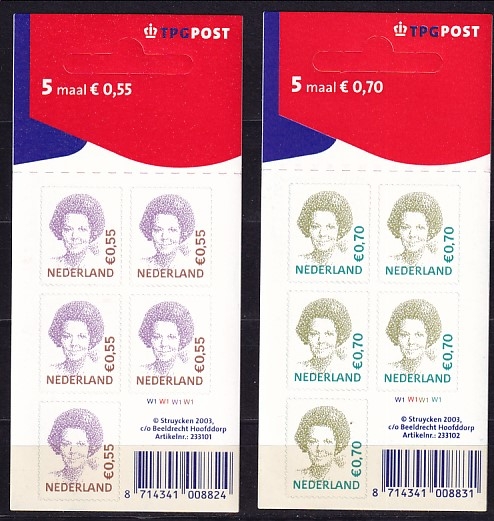 TPGPOST
5 maal € 0,55
€0,55
NEDERLAND
€0,55
NEDERLAND
€0,55
NEDERLAND
€0,55
NEDERLAND
W1 W1 W1 W1
€0,55
NEDERLAND
© Struycken 2003,
c/o Beeldrecht Hoofddorp
Artikelnr.: 233101
8 714341 008824
TPGPOST
5 maal € 0,70
€0,70
NEDERLAND
€0,70
NEDERLAND
€0,70
NEDERLAND
€0,70
NEDERLAND
W1 W1 W1 W1
€0,70
NEDERLAND
© Struycken 2003,
c/o Beeldrecht Hoofddorp
Artikelnr.: 233102
8 714341 008831